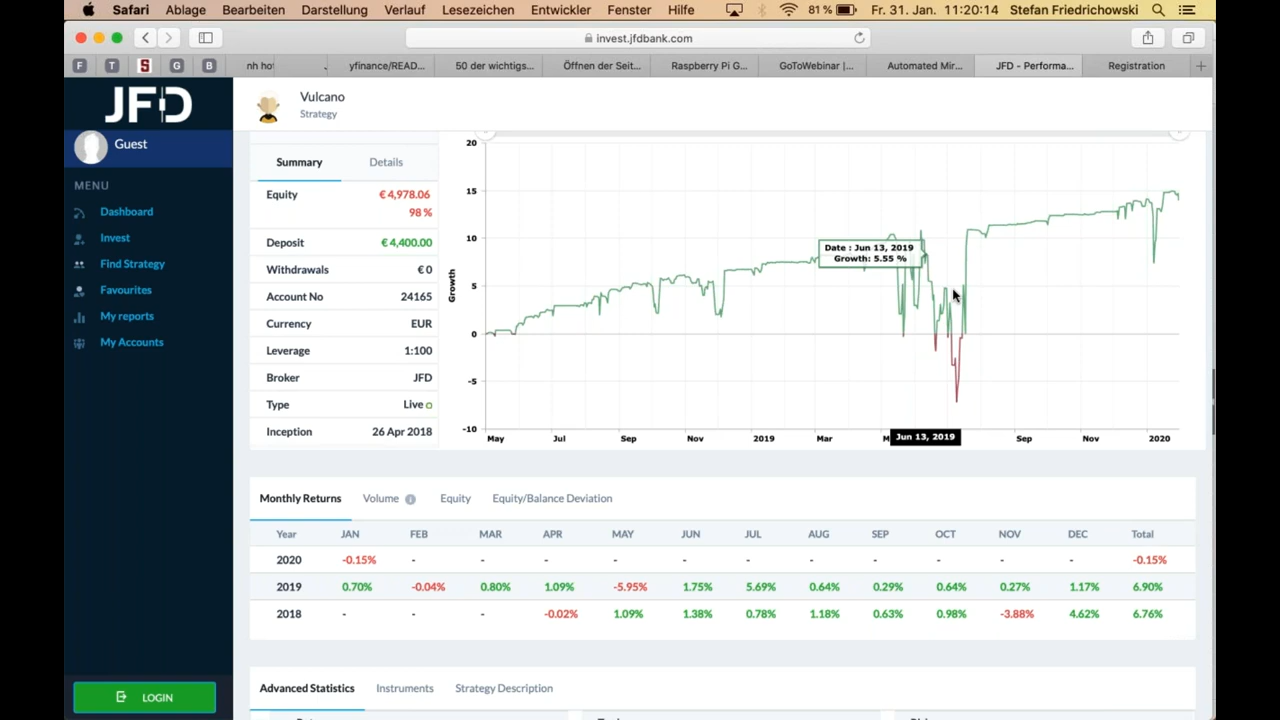 Safari Ablage Bearbeiten Darstellung Verlauf Lesezeichen Entwickler Fenster Hilfe 81 % Fr. 31. Jan. 11:20:14 Stefan Friedrichowski
invest.jfdbank.com
F T S G B nh hot yfinance/READ... 50 der wichtigs... Öffnen der Seit... Raspberry Pi G... GoToWebinar |... Automated Mir... JFD - Performa... Registration
JFD
Guest
MENU
Dashboard
Invest
Find Strategy
Favourites
My reports
My Accounts
LOGIN
Vulcano
Strategy
Summary Details
Equity € 4,978.06
98 %
Deposit € 4,400.00
Withdrawals € 0
Account No 24165
Currency EUR
Leverage 1:100
Broker JFD
Type Live
Inception 26 Apr 2018
Growth
20
15
10
5
0
-5
-10
Date : Jun 13, 2019
Growth: 5.55 %
May Jul Sep Nov 2019 Mar M Jun 13, 2019 Sep Nov 2020
Monthly Returns Volume i Equity Equity/Balance Deviation
Year JAN FEB MAR APR MAY JUN JUL AUG SEP OCT NOV DEC Total
2020 -0.15% - - - - - - - - - - - -0.15%
2019 0.70% -0.04% 0.80% 1.09% -5.95% 1.75% 5.69% 0.64% 0.29% 0.64% 0.27% 1.17% 6.90%
2018 - - - -0.02% 1.09% 1.38% 0.78% 1.18% 0.63% 0.98% -3.88% 4.62% 6.76%
Advanced Statistics Instruments Strategy Description